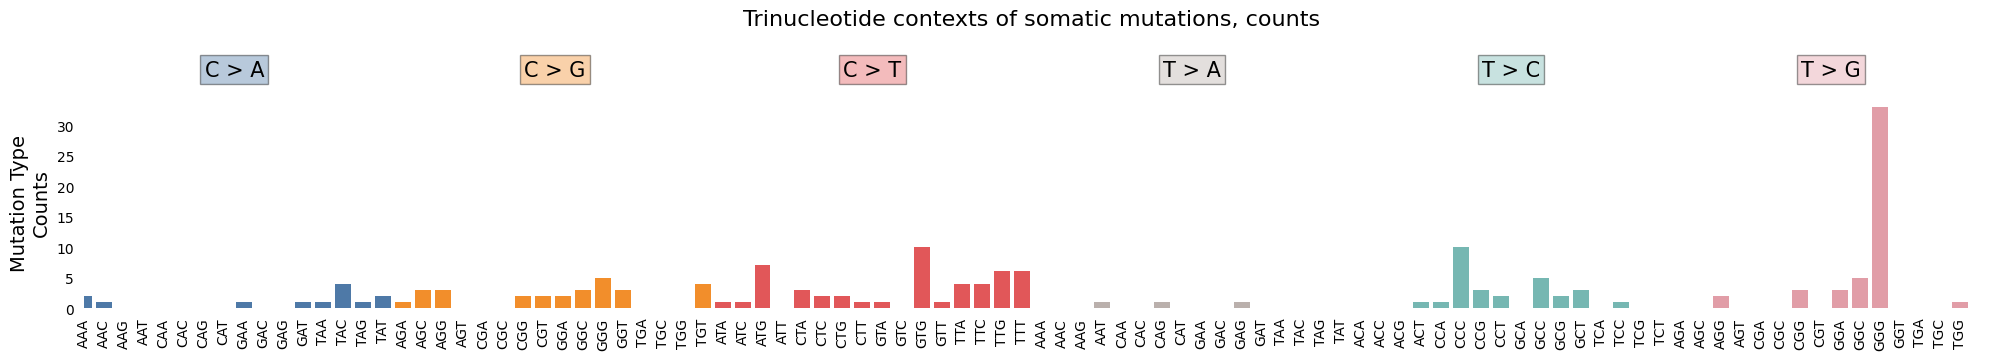 Trinucleotide contexts of somatic mutations, counts
C > A
C > G
C > T
T > A
T > C
T > G
Mutation Type
Counts
30
25
20
15
10
5
0
AAA AAC AAG AAT CAA CAC CAG CAT GAA GAC GAG GAT TAA TAC TAG TAT AGA AGC AGG AGT CGA CGC CGG CGT GGA GGC GGG GGT TGA TGC TGG TGT ATA ATC ATG ATT CTA CTC CTG CTT GTA GTC GTG GTT TTA TTC TTG TTT AAA AAC AAG AAT CAA CAC CAG CAT GAA GAC GAG GAT TAA TAC TAG TAT ACA ACC ACG ACT CCA CCC CCG CCT GCA GCC GCG GCT TCA TCC TCG TCT AGA AGC AGG AGT CGA CGC CGG CGT GGA GGC GGG GGT TGA TGC TGG